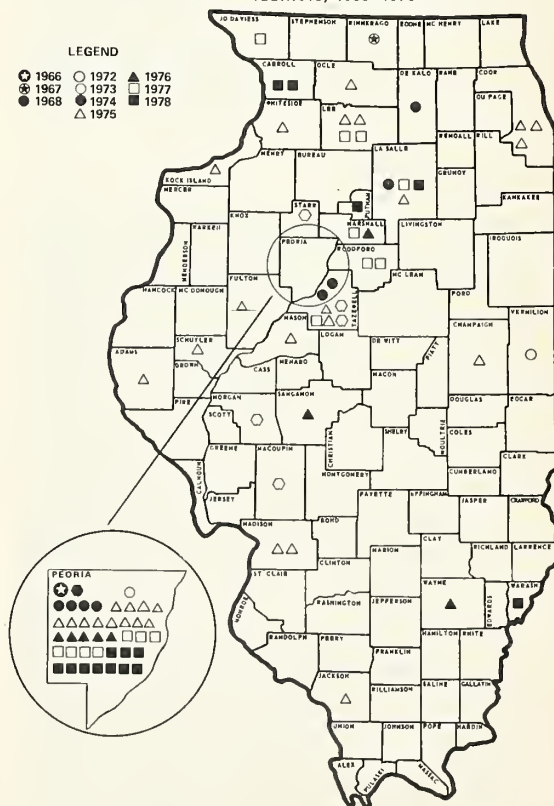 ILLINOIS, 1966-1978
LEGEND
1966 1972 1976
1967 1973 1977
1968 1974 1978
1975
JO DAVIESS STEPHENSON WINNEBAGO BOONE MC HENRY LAKE
CARROLL OGLE DE KALB KANE COOK
DU PAGE
WHITESIDE LEE KENDALL WILL
LA SALLE
HENRY BUREAU GRUNDY
ROCK ISLAND
MERCER PUTNAM KANKAKEE
STARK MARSHALL
KNOX LIVINGSTON
WARREN PEORIA WOODFORD IROQUOIS
HENDERSON
FULTON MC LEAN FORD
HANCOCK MC DONOUGH TAZEWELL VERMILION
MASON LOGAN CHAMPAIGN
SCHUYLER DE WITT PIATT
ADAMS MENARD
BROWN CASS MACON
DOUGLAS EDGAR
PIKE MORGAN SANGAMON
SCOTT MOULTRIE COLES
CHRISTIAN SHELBY
GREENE CLARK
MACOUPIN CUMBERLAND
CALHOUN MONTGOMERY
JERSEY FAYETTE EFFINGHAM JASPER CRAWFORD
MADISON BOND CLAY
RICHLAND LAWRENCE
CLINTON MARION
PEORIA ST CLAIR WAYNE WABASH
MONROE WASHINGTON JEFFERSON EDWARDS
RANDOLPH PERRY HAMILTON WHITE
FRANKLIN
JACKSON WILLIAMSON SALINE GALLATIN
UNION JOHNSON POPE HARDIN
ALEX PULASKI MASSAC